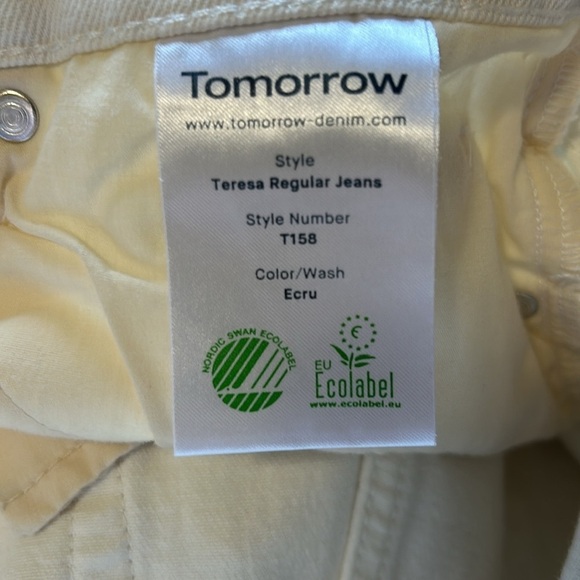 Tomorrow
www.tomorrow-denim.com
Style
Teresa Regular Jeans
Style Number
T158
Color/Wash
Ecru
NORDIC SWAN ECOLABEL
EU
Ecolabel
www.ecolabel.eu